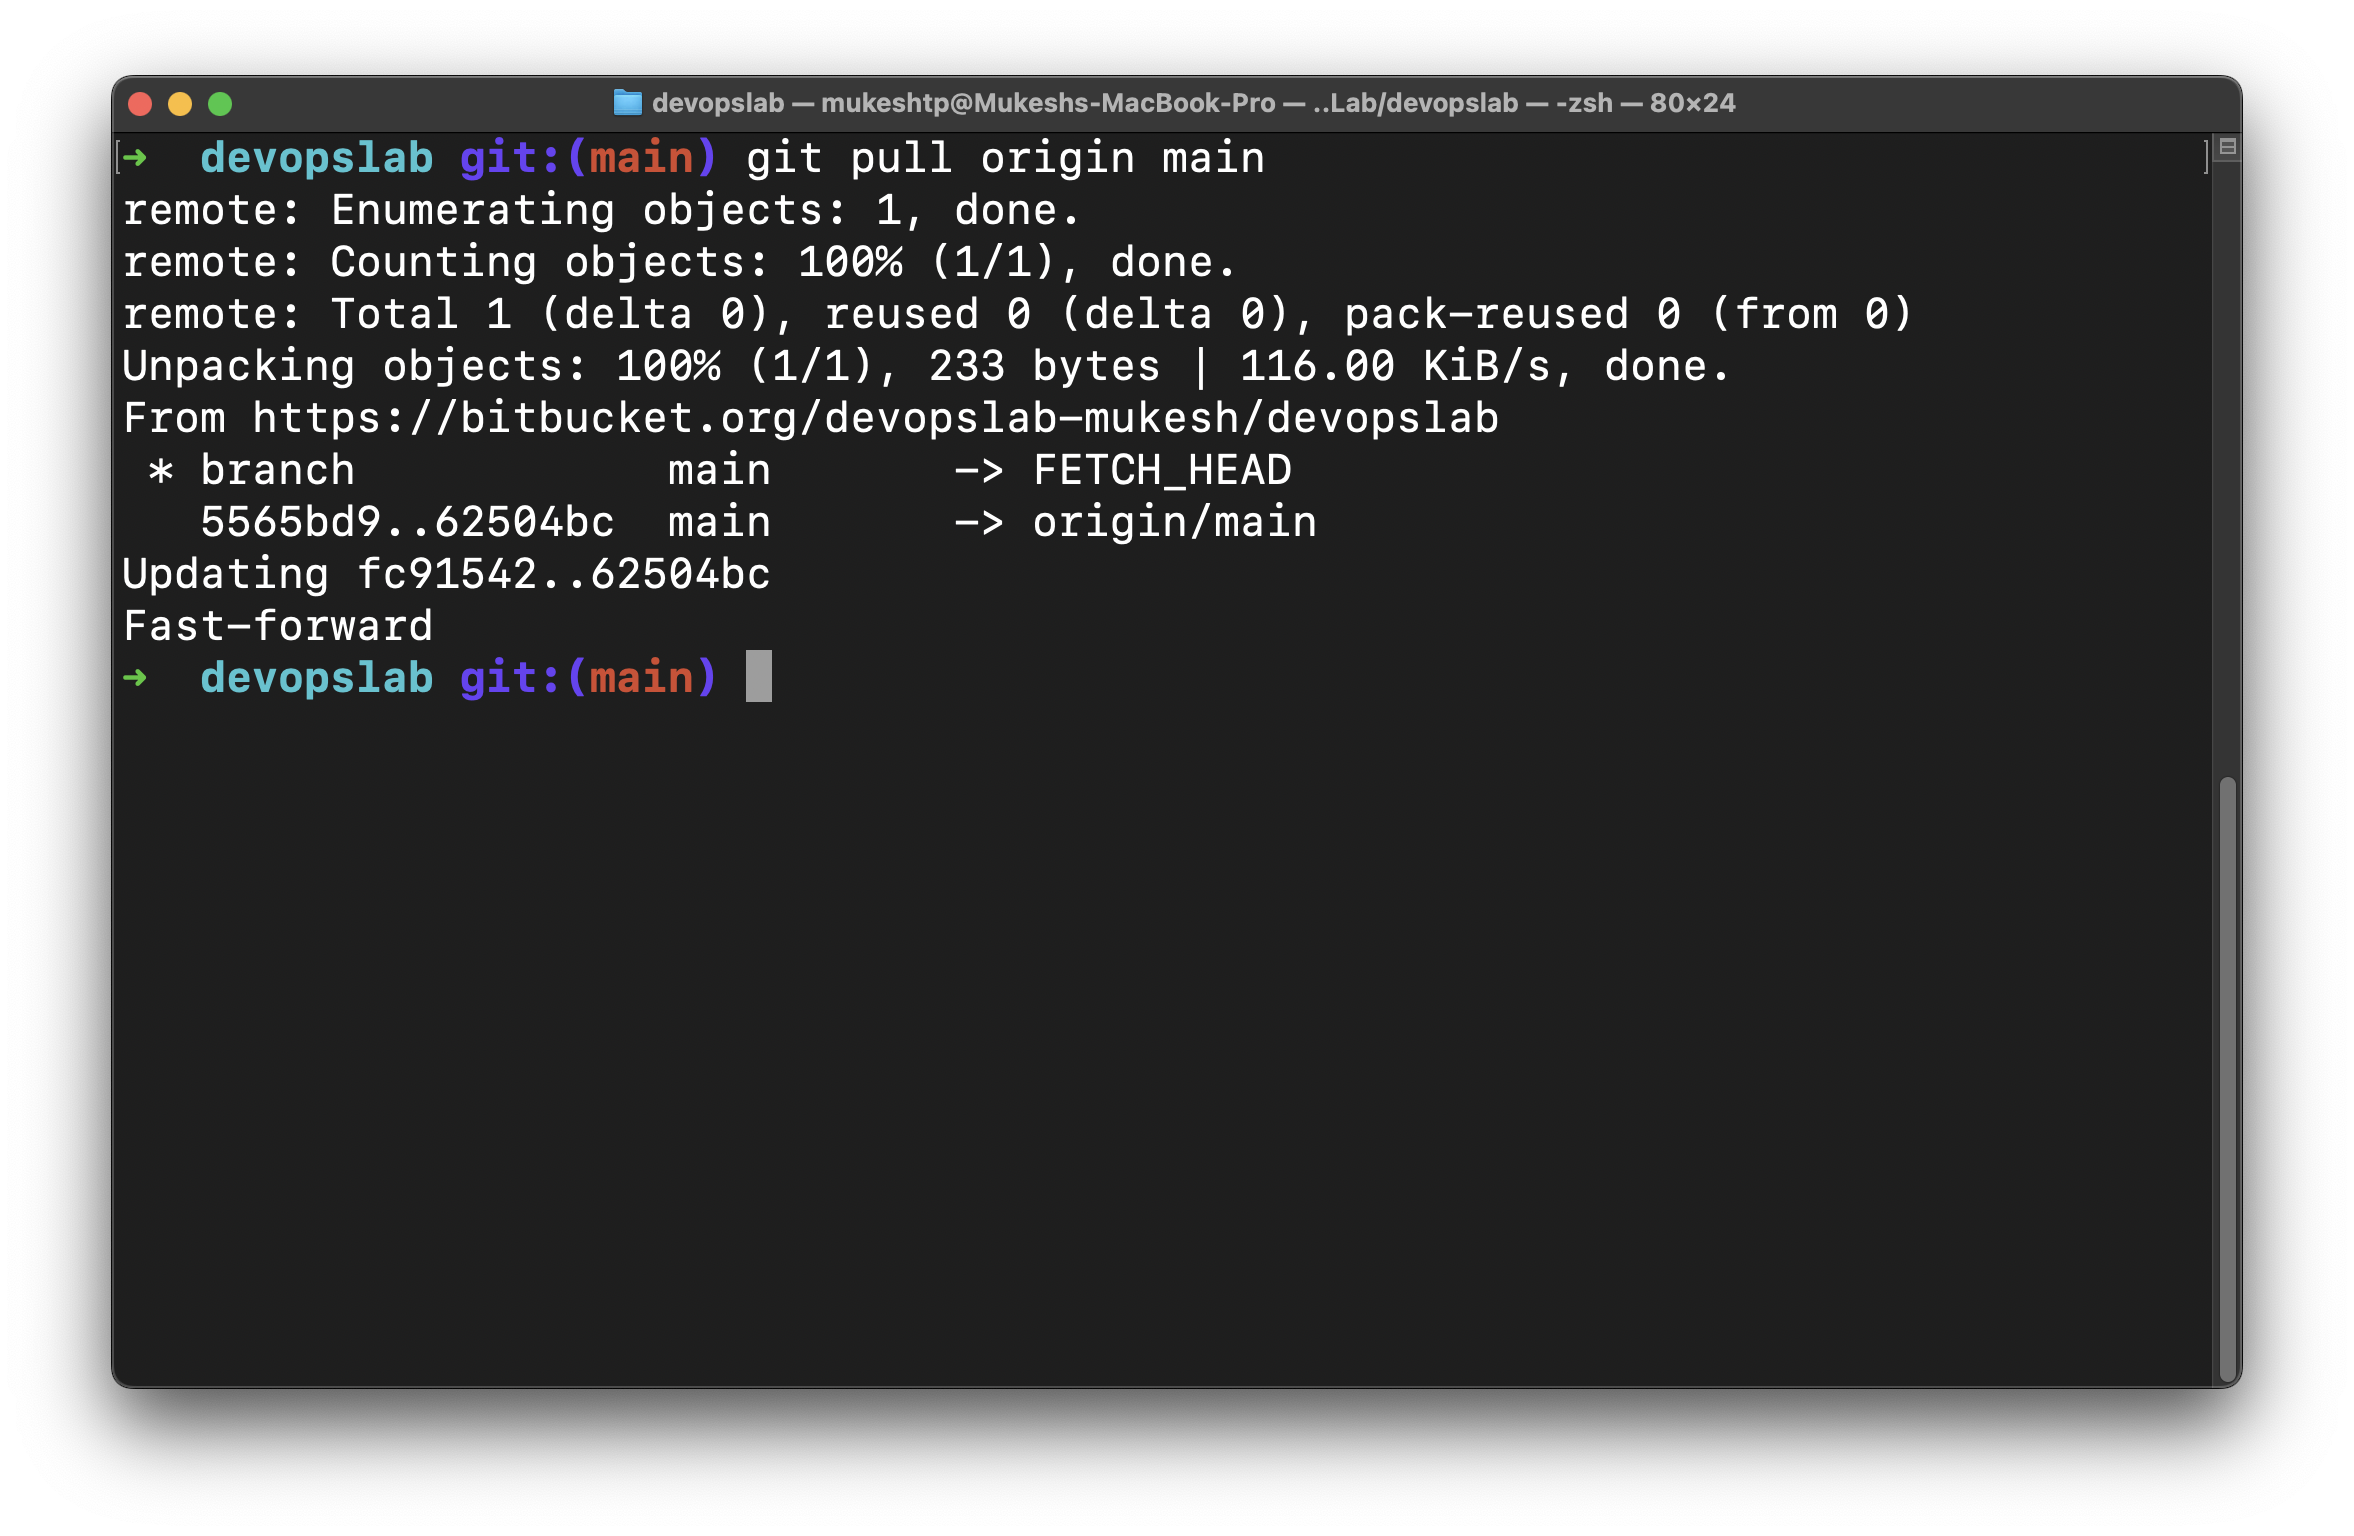 devopslab — mukeshtp@Mukeshs-MacBook-Pro — ..Lab/devopslab — -zsh — 80×24
[➜  devopslab git:(main) git pull origin main ]
remote: Enumerating objects: 1, done.
remote: Counting objects: 100% (1/1), done.
remote: Total 1 (delta 0), reused 0 (delta 0), pack-reused 0 (from 0)
Unpacking objects: 100% (1/1), 233 bytes | 116.00 KiB/s, done.
From https://bitbucket.org/devopslab-mukesh/devopslab
 * branch            main       -> FETCH_HEAD
   5565bd9..62504bc  main       -> origin/main
Updating fc91542..62504bc
Fast-forward
➜  devopslab git:(main)